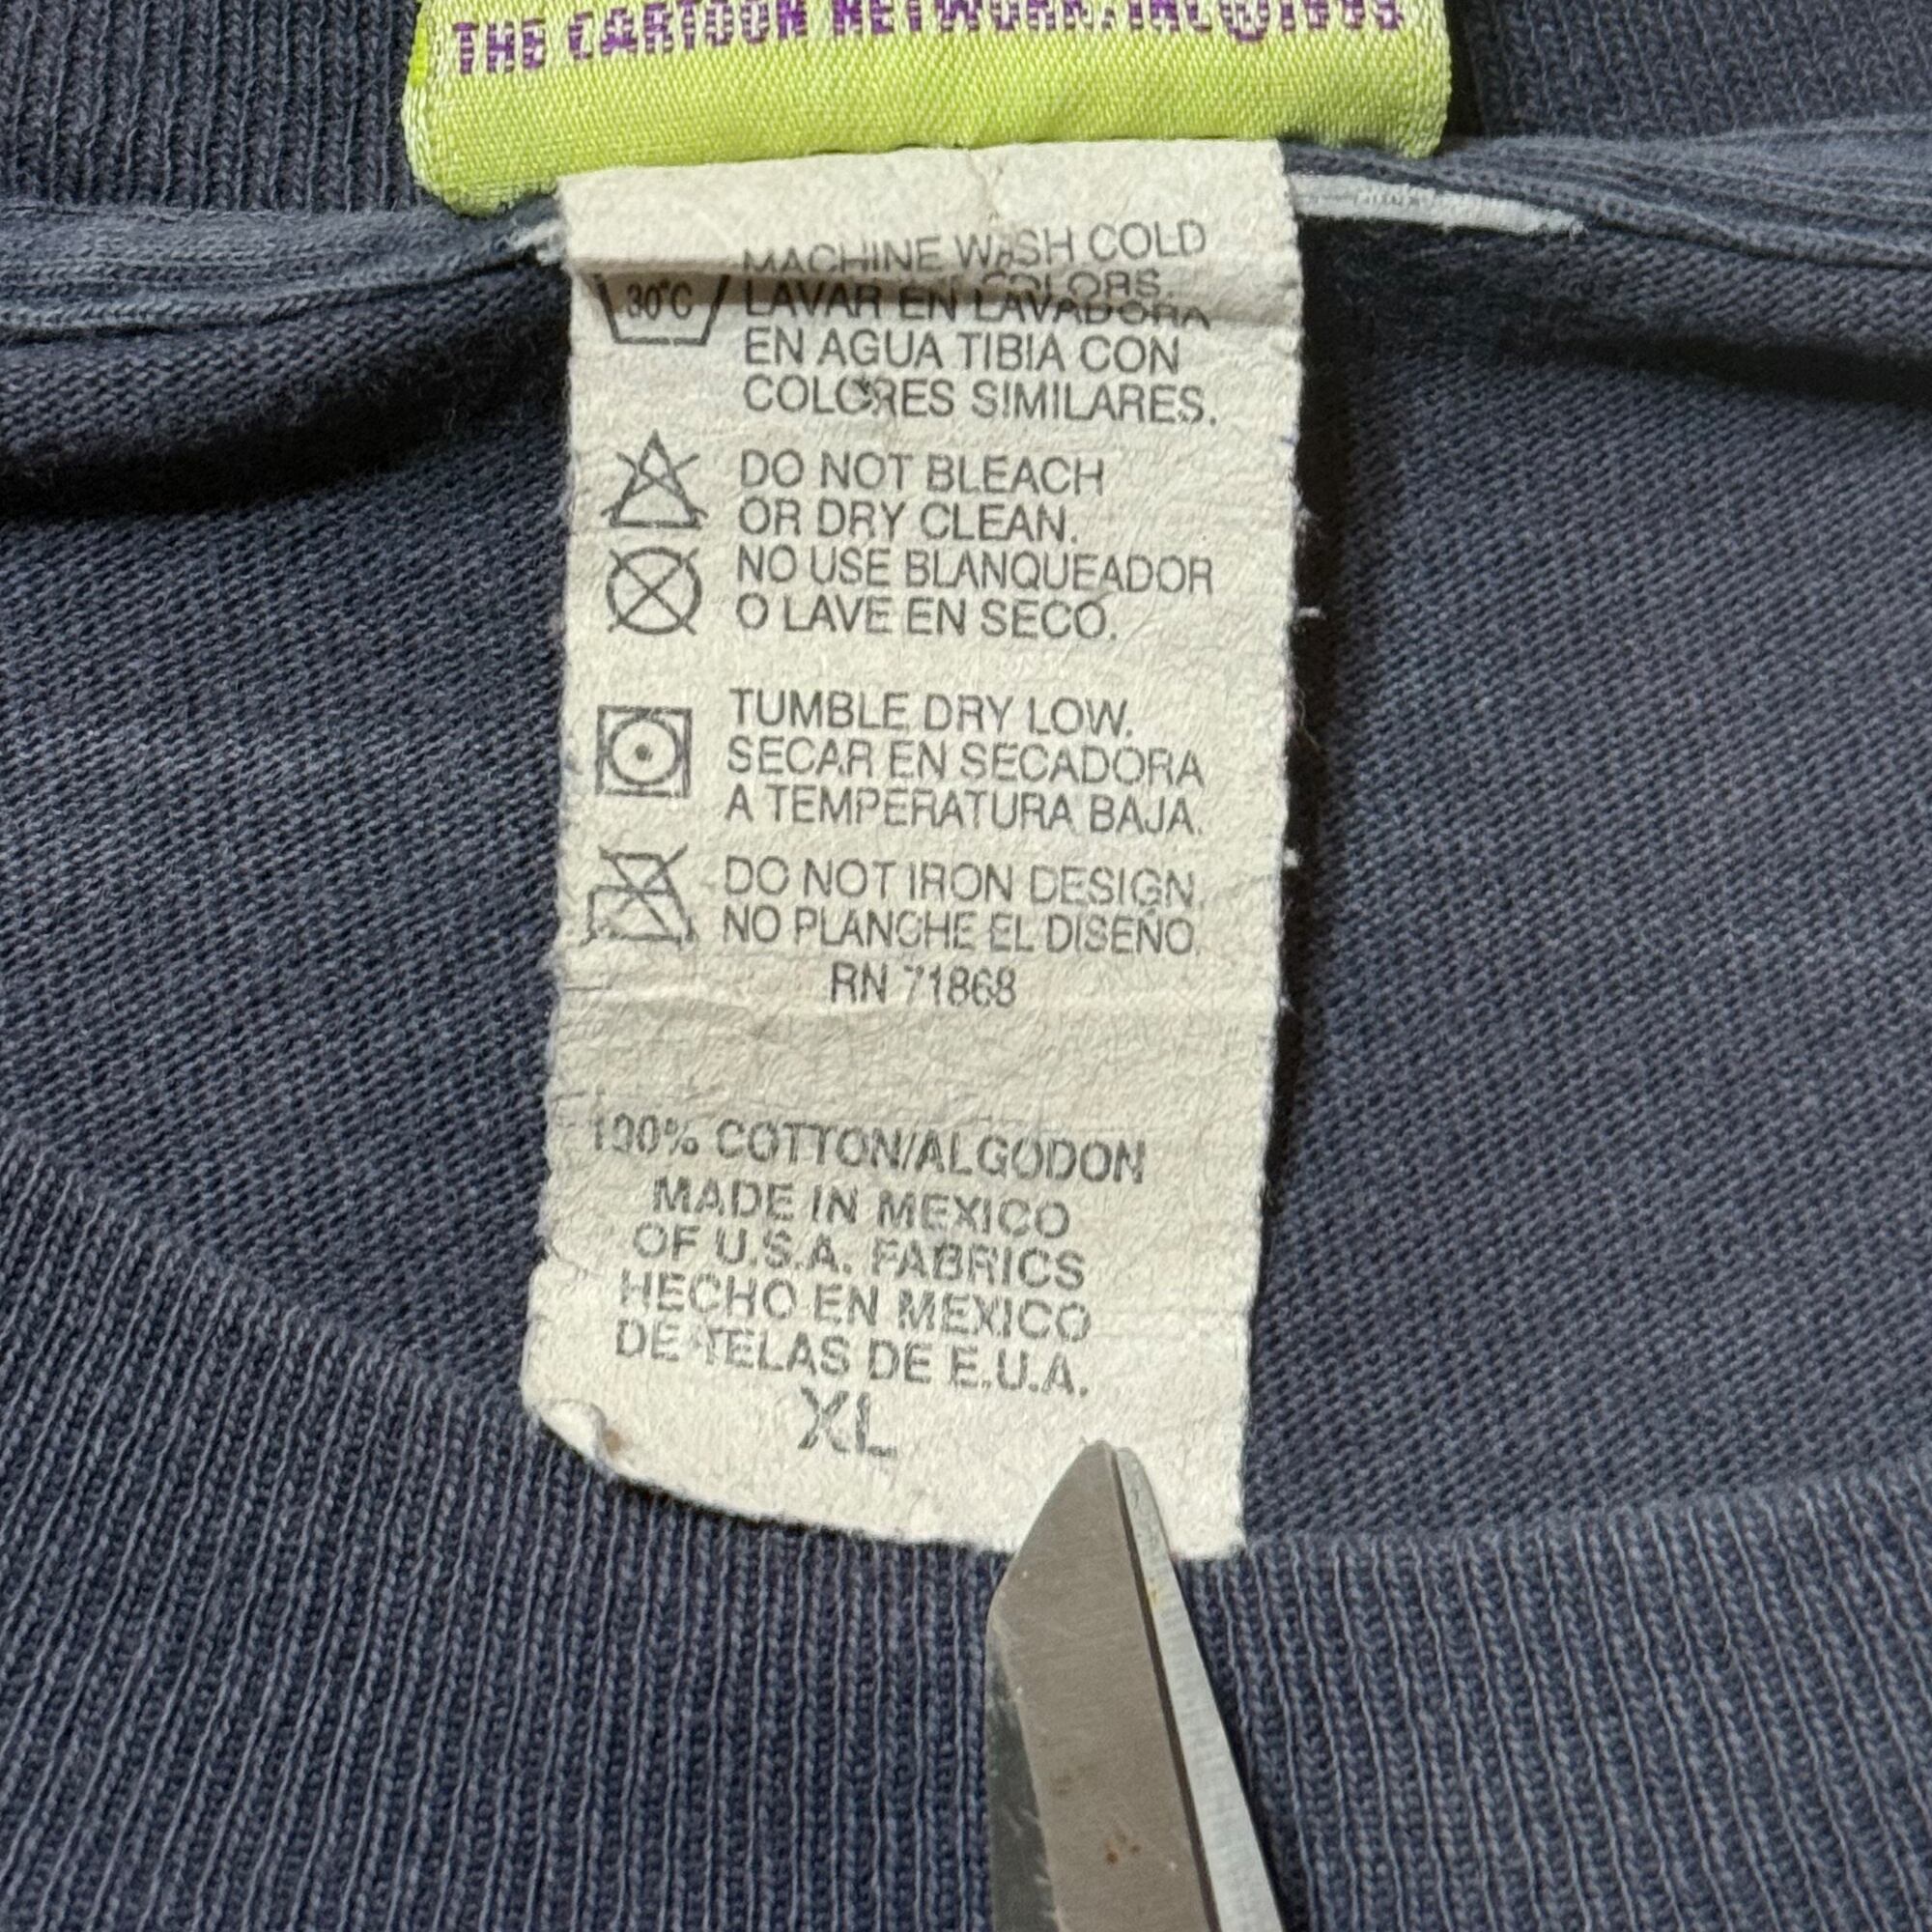 THE CARTOON NETWORK, INC©
MACHINE WASH COLD
COLORS.
30°C
LAVAR EN LAVADORA
EN AGUA TIBIA CON
COLORES SIMILARES.
DO NOT BLEACH
OR DRY CLEAN.
NO USE BLANQUEADOR
O LAVE EN SECO.
TUMBLE DRY LOW.
SECAR EN SECADORA
A TEMPERATURA BAJA.
DO NOT IRON DESIGN.
NO PLANCHE EL DISEÑO.
RN 71868
100% COTTON/ALGODON
MADE IN MEXICO
OF U.S.A. FABRICS
HECHO EN MEXICO
DE TELAS DE E.U.A.
XL